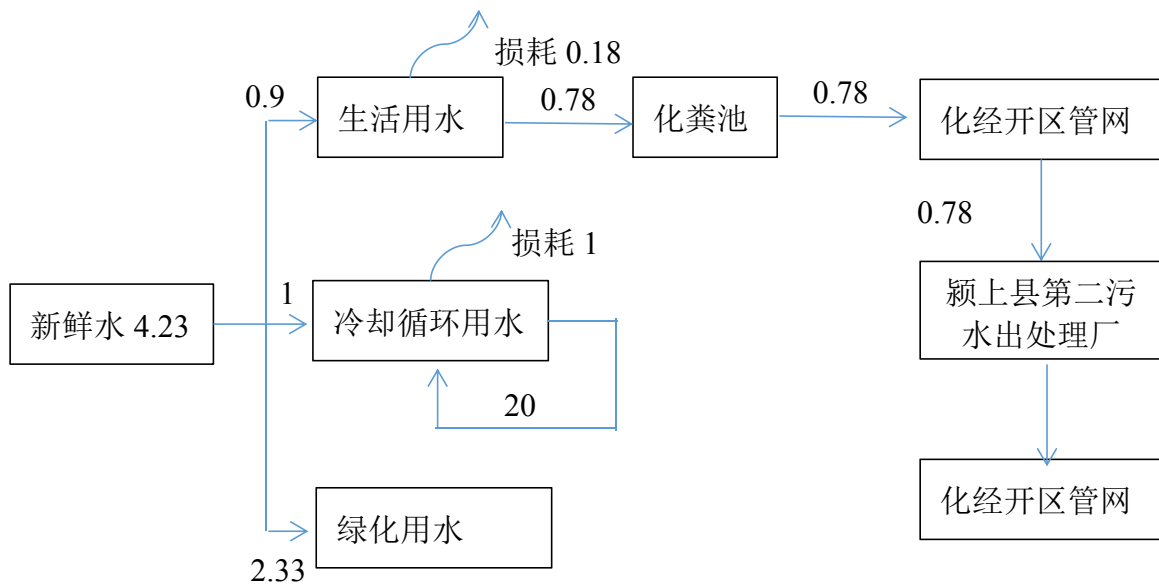 损耗 0.18
0.9
生活用水
0.78
化粪池
0.78
化经开区管网
0.78
损耗 1
新鲜水 4.23
1
冷却循环用水
20
颍上县第二污
水出处理厂
化经开区管网
绿化用水
2.33